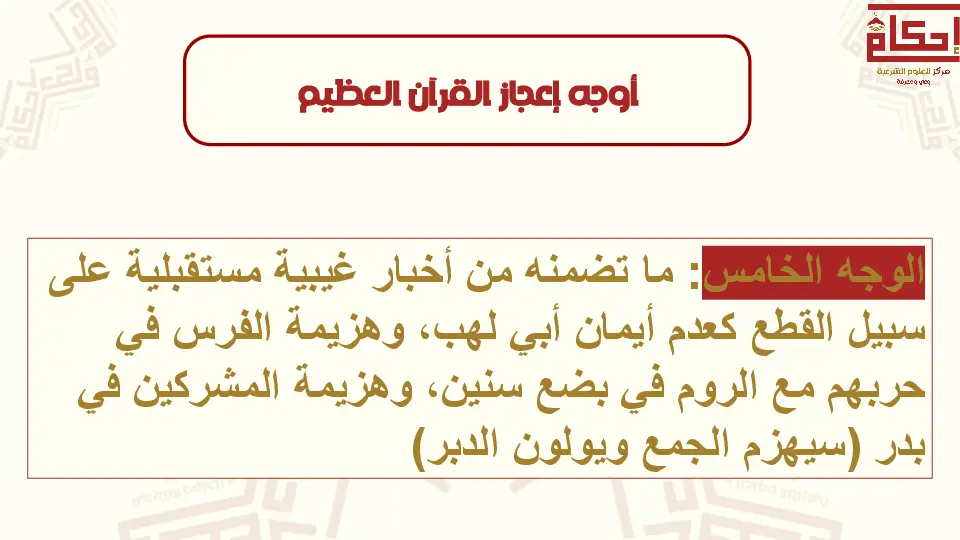 إحكام
مركز للعلوم الشرعية
وعي ومعرفة
أوجه إعجاز القرآن العظيم
الوجه الخامس: ما تضمنه من أخبار غيبية مستقبلية على
سبيل القطع كعدم أيمان أبي لهب، وهزيمة الفرس في
حربهم مع الروم في بضع سنين، وهزيمة المشركين في
بدر (سيهزم الجمع ويولون الدبر)